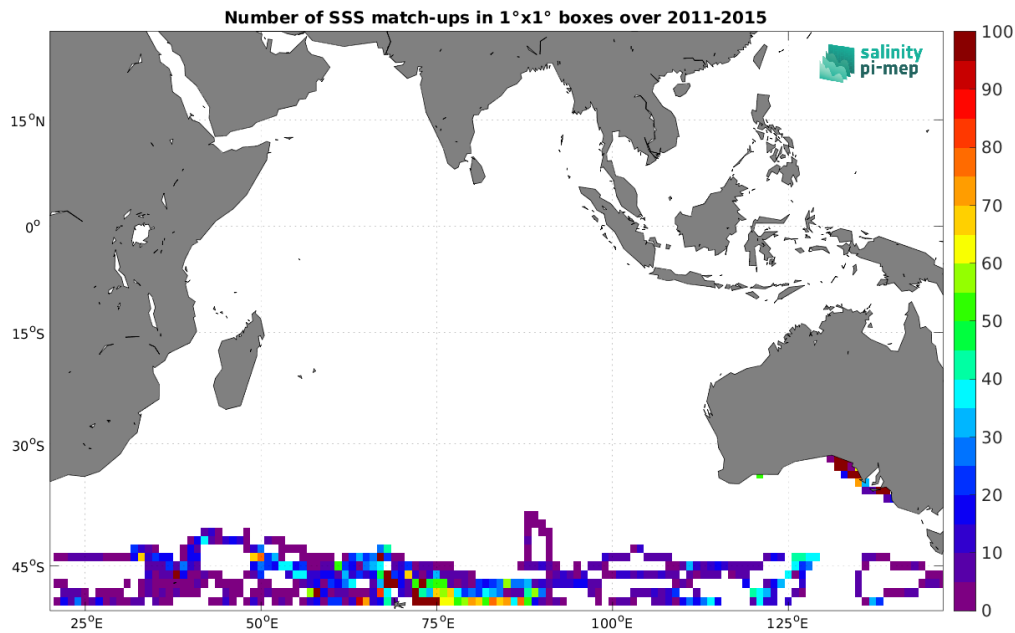 Number of SSS match-ups in 1°x1° boxes over 2011-2015
salinity
pi-mep
15°N
0°
15°S
30°S
45°S
25°E
50°E
75°E
100°E
125°E
100
90
80
70
60
50
40
30
20
10
0